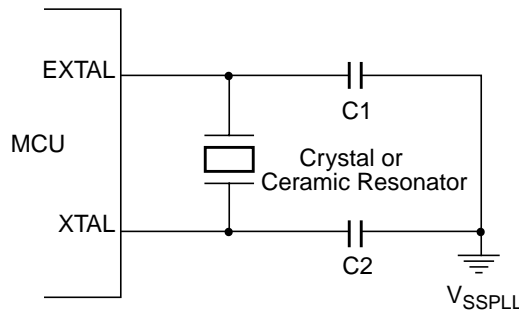 EXTAL
C1
MCU
Crystal or
Ceramic Resonator
XTAL
C2
VSSPLL